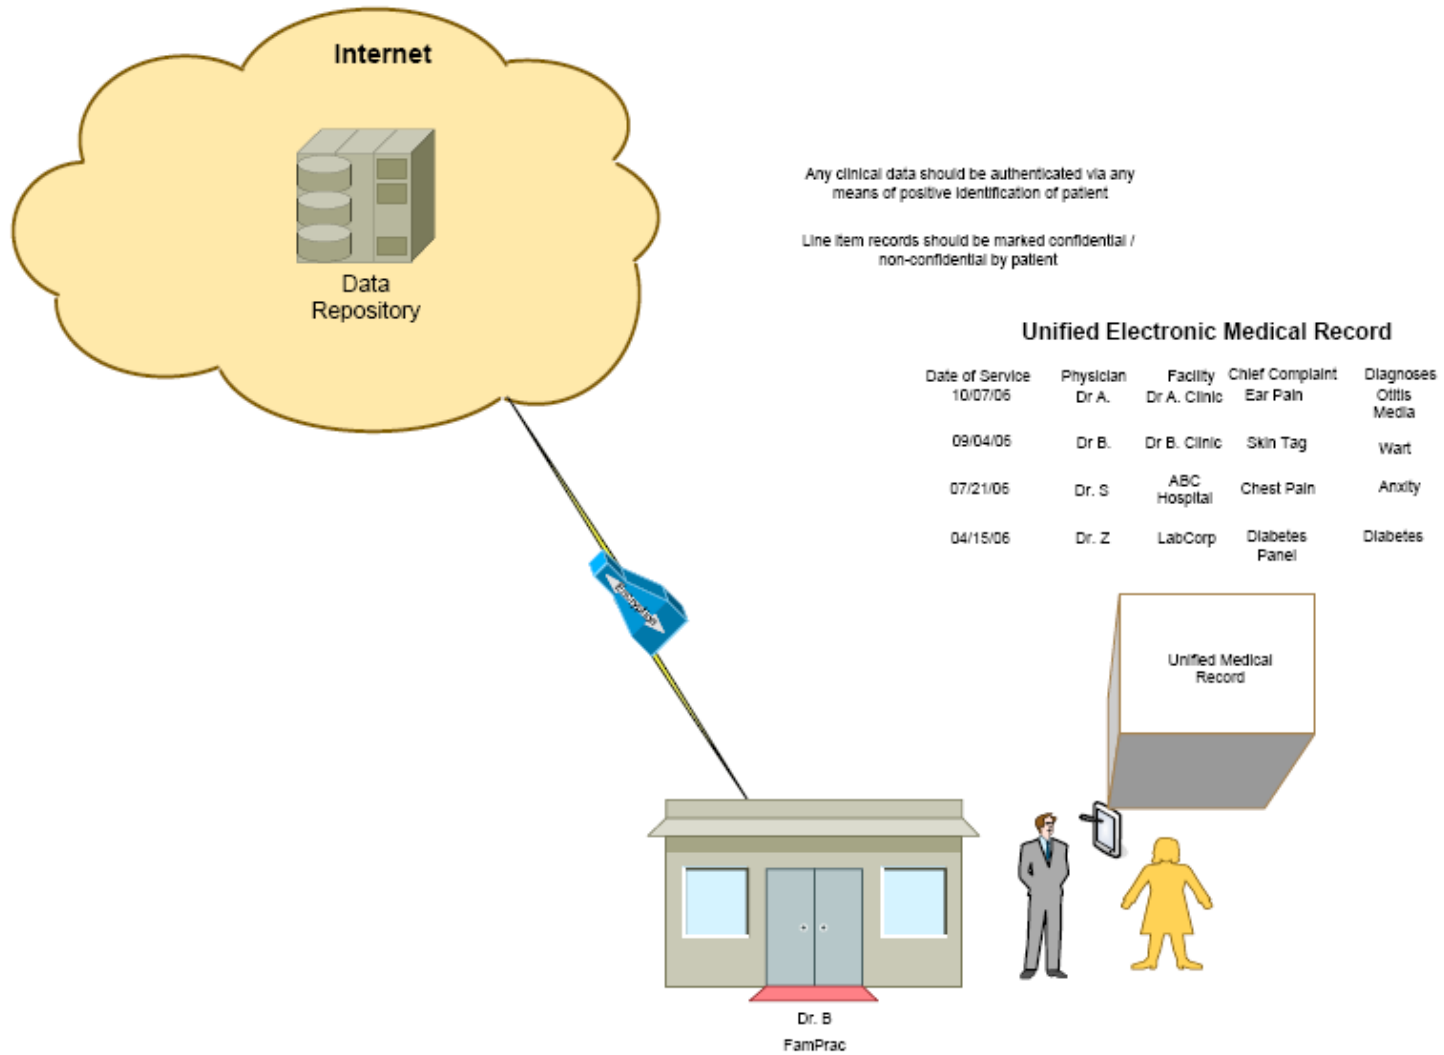 Internet
Data
Repository
Any clinical data should be authenticated via any
means of positive identification of patient
Line item records should be marked confidential /
non-confidential by patient
Unified Electronic Medical Record
Date of Service Physician Facility Chief Complaint Diagnoses
10/07/06 Dr A. Dr A. Clinic Ear Pain Otitis
Media
09/04/06 Dr B. Dr B. Clinic Skin Tag Wart
07/21/06 Dr. S ABC
Hospital Chest Pain Anxity
04/15/06 Dr. Z LabCorp Diabetes
Panel Diabetes
Unified Medical
Record
Dr. B
FamPrac